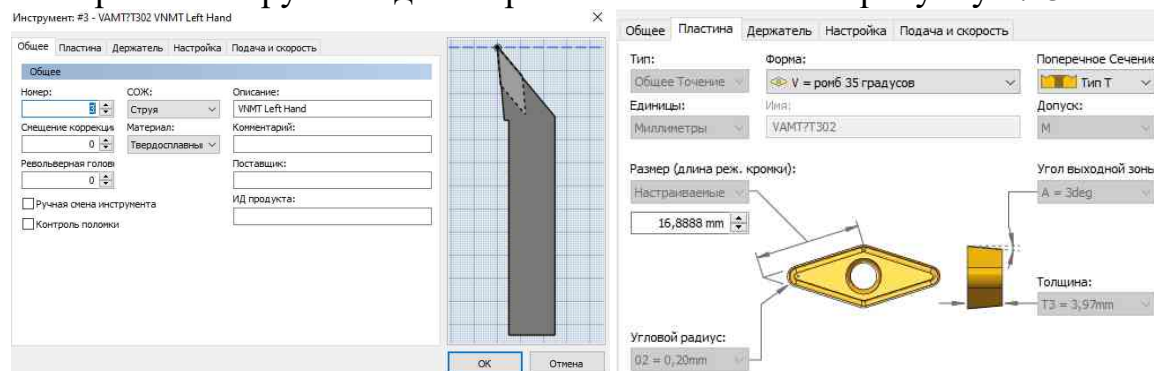 Инструмент: #3 - VAMT?T302 VNMT Left Hand
Общее Пластина Держатель Настройка Подача и скорость
Общее
Номер: СОЖ: Описание:
3 Струя VNMT Left Hand
Смещение коррекци Материал: Комментарий:
0 Твердосплавны
Револьверная голов Поставщик:
0
Ручная смена инструмента ИД продукта:
Контроль поломки
OK Отмена
Общее Пластина Держатель Настройка Подача и скорость
Тип: Форма: Поперечное Сечение
Общее Точение V = ромб 35 градусов Тип T
Единицы: Имя: Допуск:
Миллиметры VAMT?T302 M
Размер (длина реж. кромки): Угол выходной зоны
Настраиваемые A = 3deg
16,8888 mm
Толщина:
T3 = 3,97mm
Угловой радиус:
02 = 0,20mm